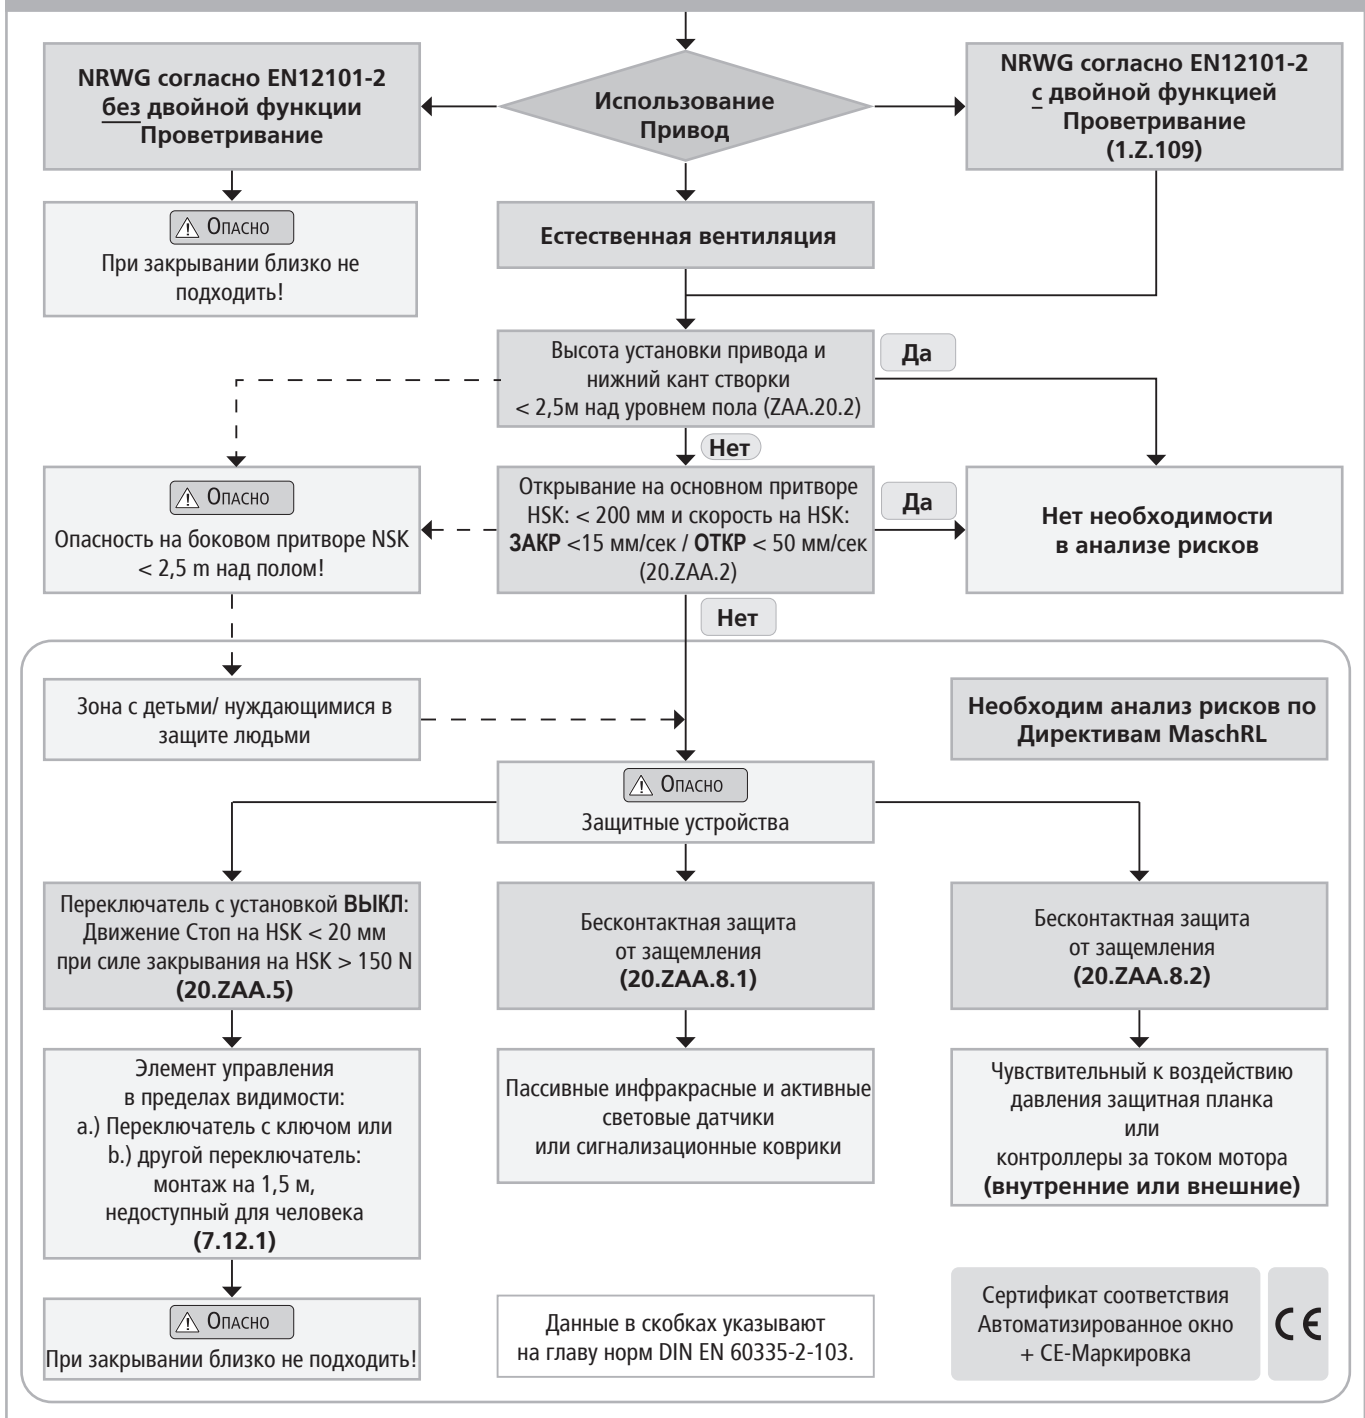 NRWG согласно EN12101-2
без двойной функции
Проветривание
Использование
Привод
NRWG согласно EN12101-2
с двойной функцией
Проветривание
(1.Z.109)
Опасно
При закрывании близко не
подходить!
Естественная вентиляция
Высота установки привода и
нижний кант створки
< 2,5м над уровнем пола (ZAA.20.2)
Да
Нет
Опасно
Опасность на боковом притворе NSK
< 2,5 m над полом!
Открывание на основном притворе
HSK: < 200 мм и скорость на HSK:
ЗАКР <15 мм/сек / ОТКР < 50 мм/сек
(20.ZAA.2)
Да
Нет необходимости
в анализе рисков
Нет
Зона с детьми/ нуждающимися в
защите людьми
Необходим анализ рисков по
Директивам MaschRL
Опасно
Защитные устройства
Переключатель с установкой ВЫКЛ:
Движение Стоп на HSK < 20 мм
при силе закрывания на HSK > 150 N
(20.ZAA.5)
Бесконтактная защита
от защемления
(20.ZAA.8.1)
Бесконтактная защита
от защемления
(20.ZAA.8.2)
Элемент управления
в пределах видимости:
a.) Переключатель с ключом или
b.) другой переключатель:
монтаж на 1,5 м,
недоступный для человека
(7.12.1)
Пассивные инфракрасные и активные
световые датчики
или сигнализационные коврики
Чувствительный к воздействию
давления защитная планка
или
контроллеры за током мотора
(внутренние или внешние)
Опасно
При закрывании близко не подходить!
Данные в скобках указывают
на главу норм DIN EN 60335-2-103.
Сертификат соответствия
Автоматизированное окно
+ CE-Маркировка
CE